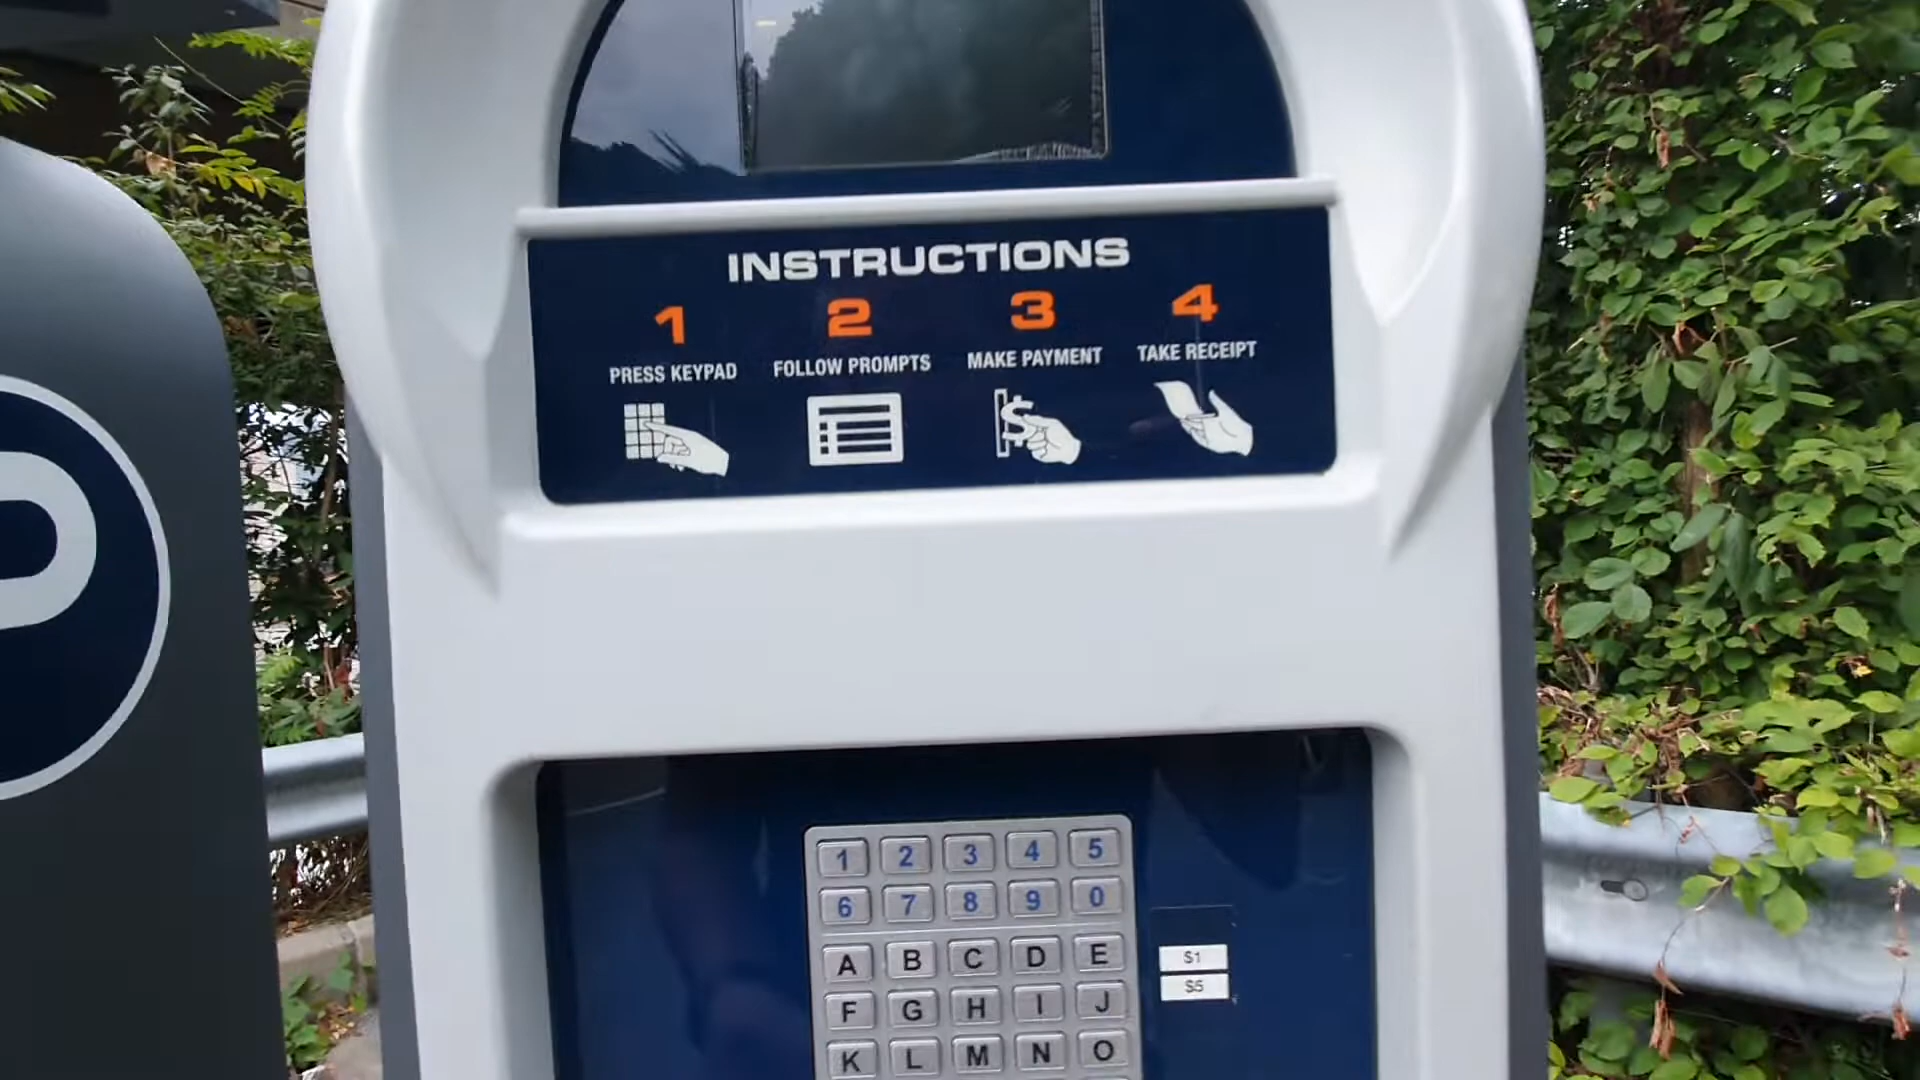 INSTRUCTIONS
1 2 3 4
PRESS KEYPAD FOLLOW PROMPTS MAKE PAYMENT TAKE RECEIPT
$
P
1 2 3 4 5
6 7 8 9 0
A B C D E
$1
$5
F G H I J
K L M N O